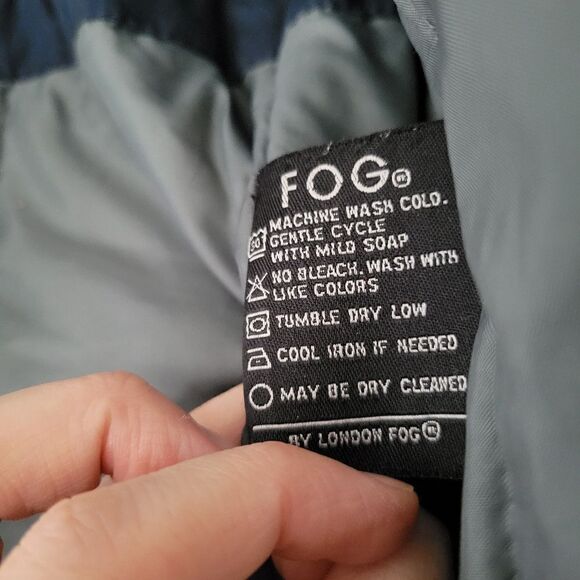 FOG®
MACHINE WASH COLD.
GENTLE CYCLE
WITH MILD SOAP
NO BLEACH. WASH WITH
LIKE COLORS
TUMBLE DRY LOW
COOL IRON IF NEEDED
MAY BE DRY CLEANED
BY LONDON FOG®